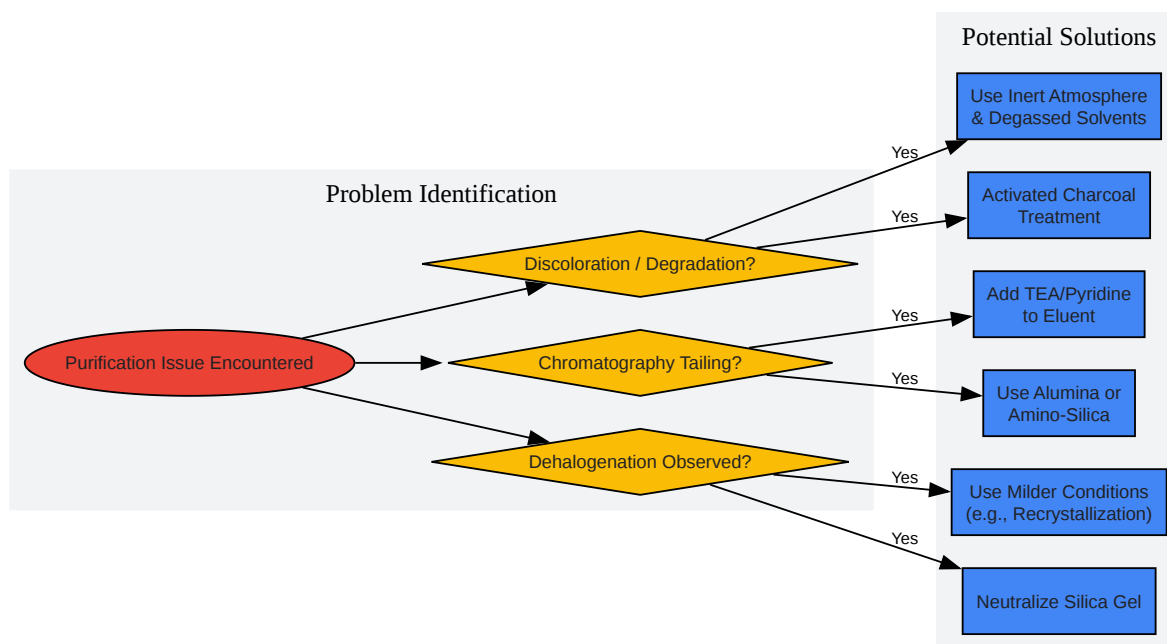 Potential Solutions
Use Inert Atmosphere
& Degassed Solvents
Yes
Problem Identification
Activated Charcoal
Treatment
Yes
Discoloration / Degradation?
Add TEA/Pyridine
to Eluent
Yes
Purification Issue Encountered
Chromatography Tailing?
Yes
Use Alumina or
Amino-Silica
Dehalogenation Observed?
Yes
Use Milder Conditions
(e.g., Recrystallization)
Yes
Neutralize Silica Gel